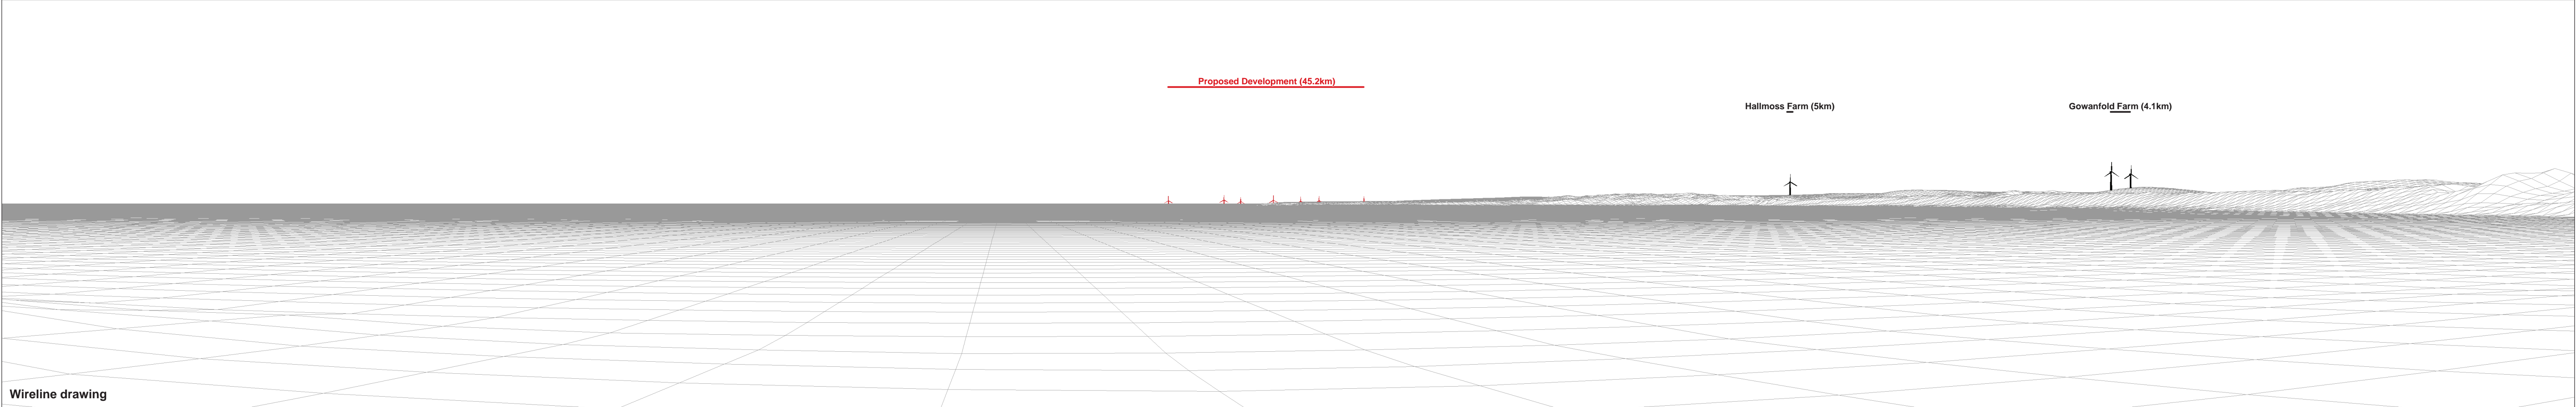 Proposed Development (45.2km)
Hallmoss Farm (5km)
Gowanfold Farm (4.1km)
Wireline drawing